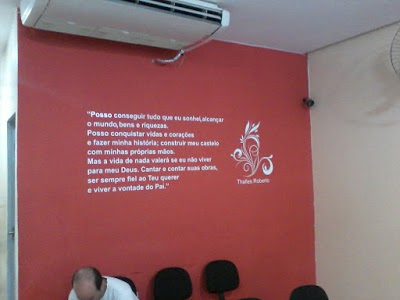 "Posso conseguir tudo que eu sonhei,alcançar
o mundo,bens e riquezas.
Posso conquistar vidas e corações
e fazer minha história; construir meu castelo
com minhas próprias mãos.
Mas a vida de nada valerá se eu não viver
para meu Deus. Cantar e contar suas obras,
ser sempre fiel ao Teu querer
e viver a vontade do Pai."
Thalles Roberto